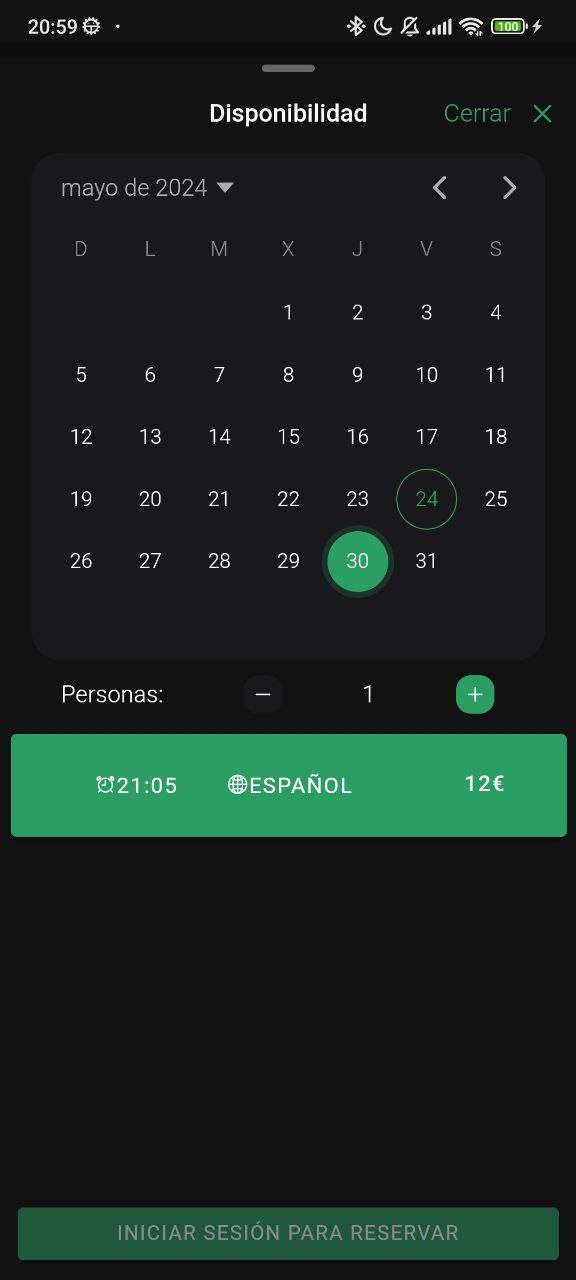 20:59
100
Disponibilidad
Cerrar
mayo de 2024
D L M X J V S
1 2 3 4
5 6 7 8 9 10 11
12 13 14 15 16 17 18
19 20 21 22 23 24 25
26 27 28 29 30 31
Personas: − 1 +
21:05 ESPAÑOL 12€
INICIAR SESIÓN PARA RESERVAR